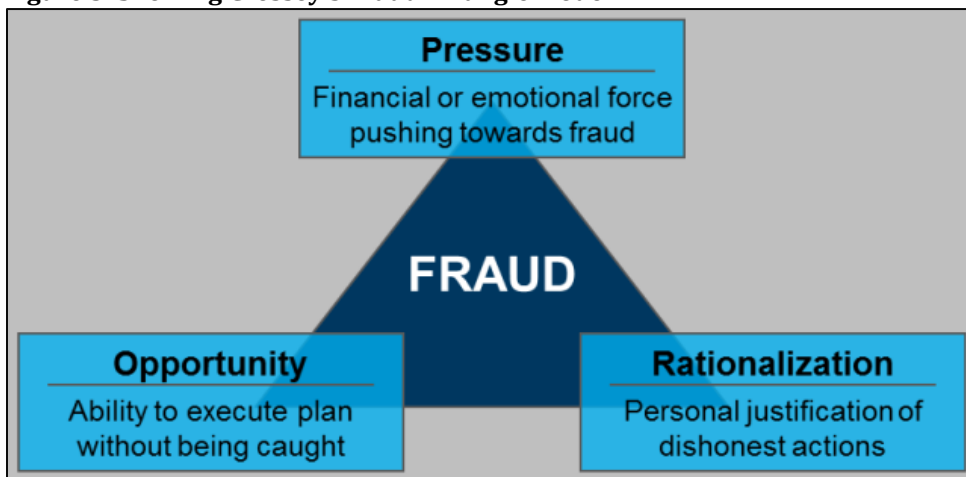 Pressure
Financial or emotional force
pushing towards fraud
FRAUD
Opportunity
Ability to execute plan
without being caught
Rationalization
Personal justification of
dishonest actions